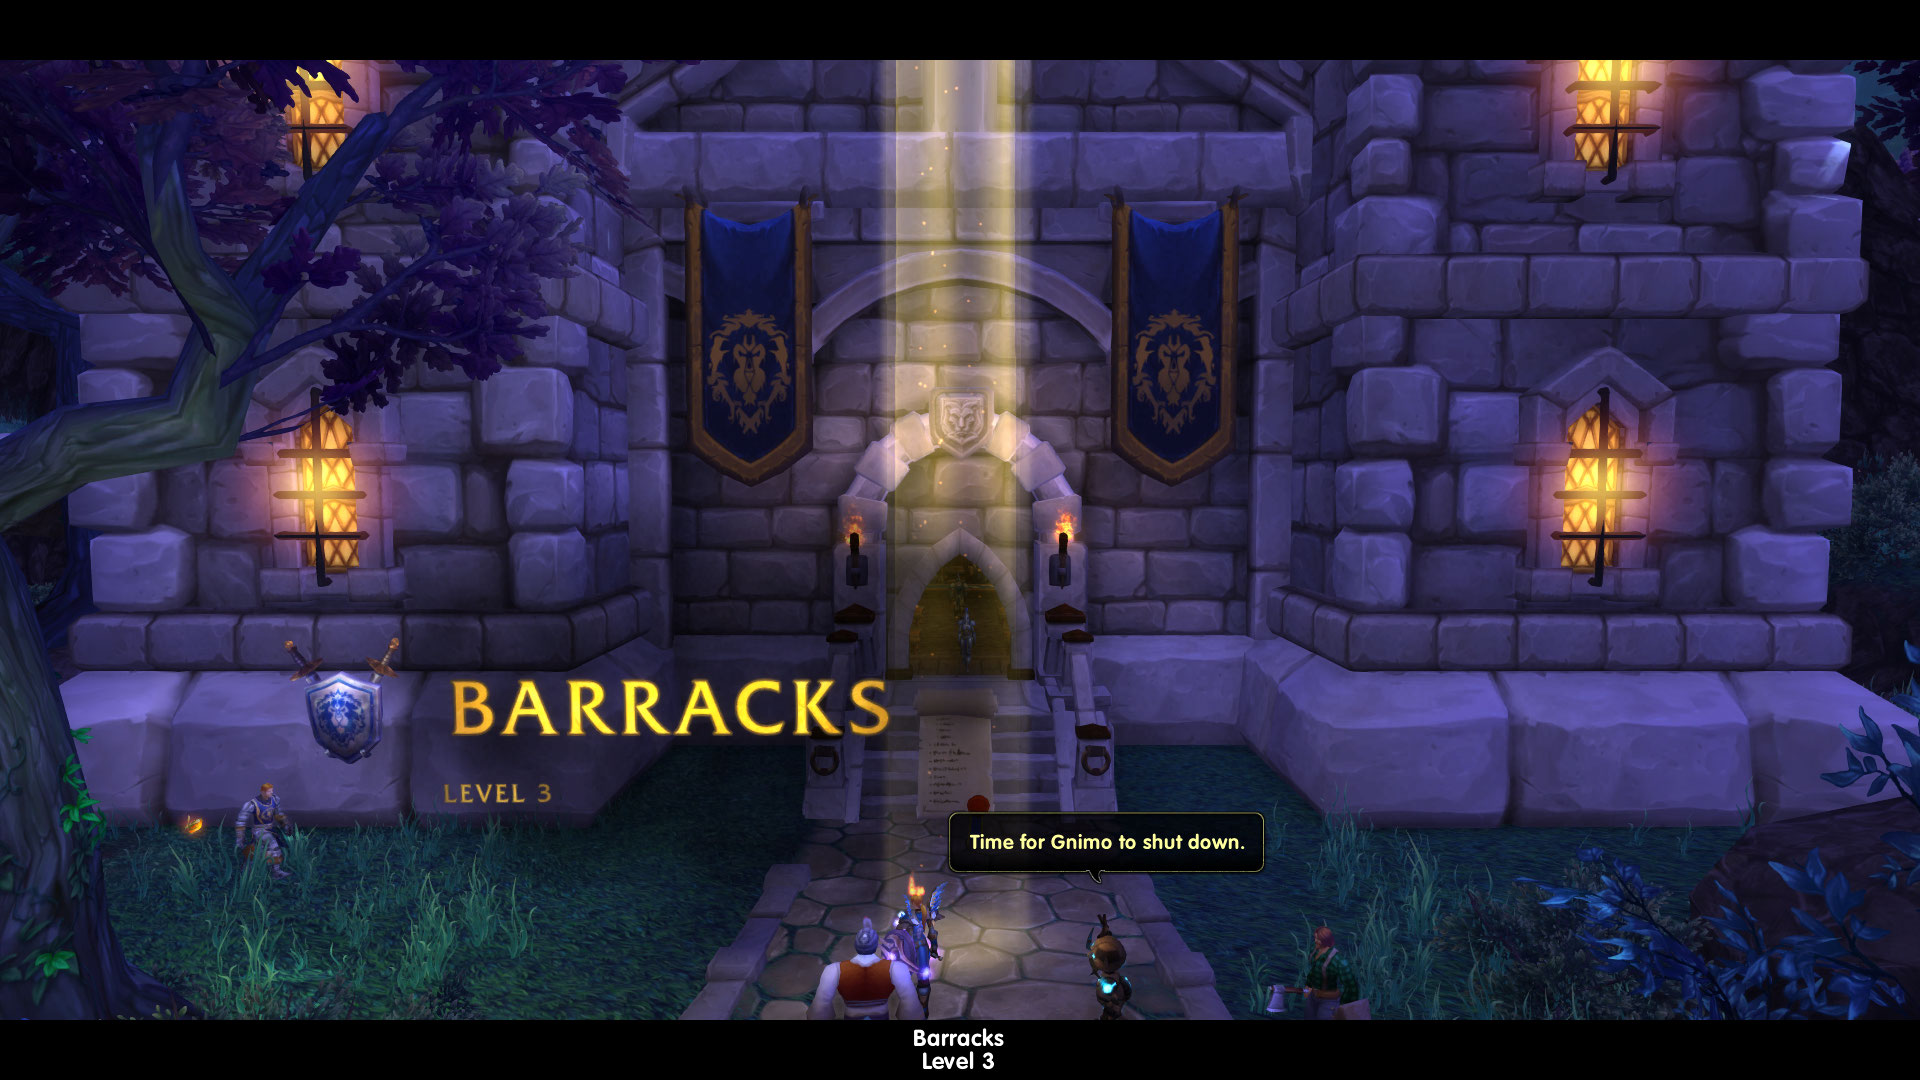 BARRACKS
LEVEL 3
Time for Gnimo to shut down.
Barracks
Level 3